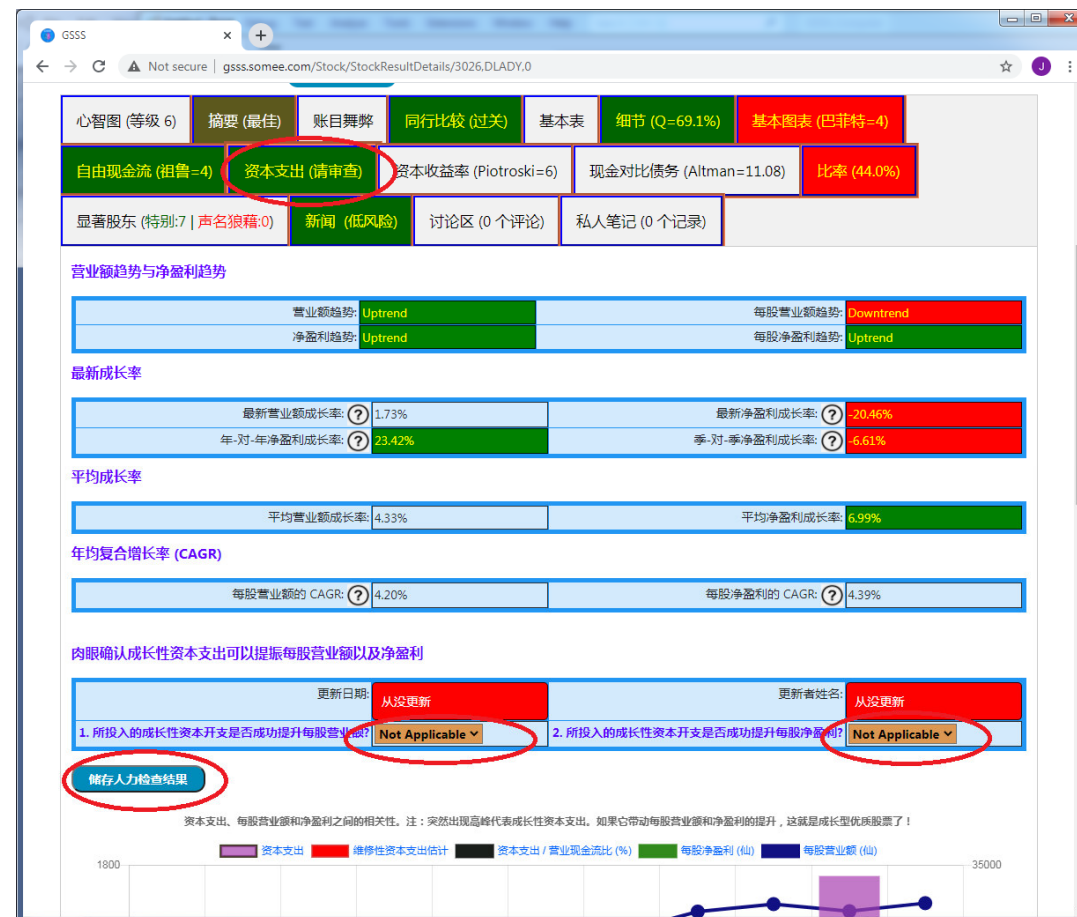 GSSS
Not secure | gsss.somee.com/Stock/StockResultDetails/3026,DLADY,0
J
心智图 (等级 6) 摘要 (最佳) 账目舞弊 同行比较 (过关) 基本表 细节 (Q=69.1%) 基本图表 (巴菲特=4)
自由现金流 (祖鲁=4) 资本支出 (请审查) 资本收益率 (Piotroski=6) 现金对比债务 (Altman=11.08) 比率 (44.0%)
显著股东 (特别:7 | 声名狼藉:0) 新闻 (低风险) 讨论区 (0 个评论) 私人笔记 (0 个记录)
营业额趋势与净盈利趋势
营业额趋势: Uptrend 每股营业额趋势: Downtrend
净盈利趋势: Uptrend 每股净盈利趋势: Uptrend
最新成长率
最新营业额成长率: ? 1.73% 最新净盈利成长率: ? -20.46%
年-对-年净盈利成长率: ? 23.42% 季-对-季净盈利成长率: ? -6.61%
平均成长率
平均营业额成长率: 4.33% 平均净盈利成长率: 6.99%
年均复合增长率 (CAGR)
每股营业额的 CAGR: ? 4.20% 每股净盈利的 CAGR: ? 4.39%
肉眼确认成长性资本支出可以提振每股营业额以及净盈利
更新日期: 从没更新 更新者姓名: 从没更新
1. 所投入的成长性资本开支是否成功提升每股营业额? Not Applicable 2. 所投入的成长性资本开支是否成功提升每股净盈利? Not Applicable
储存人力检查结果
资本支出、每股营业额和净盈利之间的相关性。注：突然出现高峰代表成长性资本支出。如果它带动每股营业额和净盈利的提升，这就是成长型优质股票了！
资本支出 维修性资本支出估计 资本支出 / 营业现金流比 (%) 每股净盈利 (仙) 每股营业额 (仙)
1800 35000